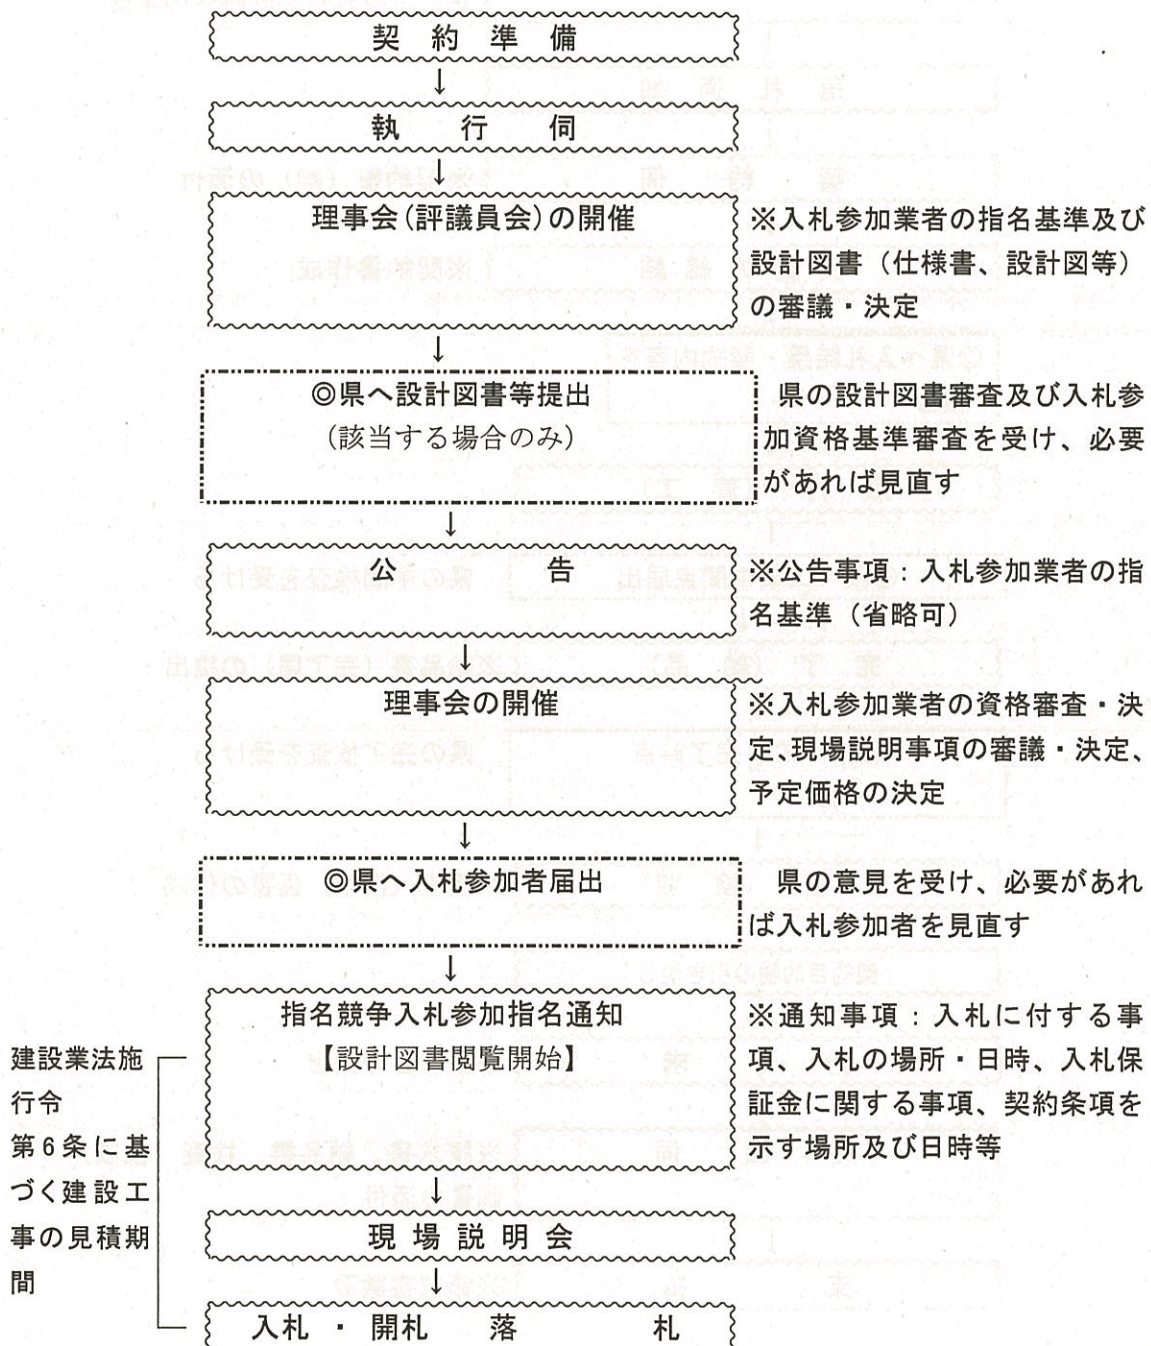 契約準備
↓
執行伺
↓
理事会(評議員会)の開催
※入札参加業者の指名基準及び
設計図書（仕様書、設計図等）
の審議・決定
↓
◎県へ設計図書等提出
（該当する場合のみ）
県の設計図書審査及び入札参
加資格基準審査を受け、必要
があれば見直す
↓
公告
※公告事項：入札参加業者の指
名基準（省略可）
↓
理事会の開催
※入札参加業者の資格審査・決
定、現場説明事項の審議・決定、
予定価格の決定
↓
◎県へ入札参加者届出
県の意見を受け、必要があれ
ば入札参加者を見直す
↓
指名競争入札参加指名通知
【設計図書閲覧開始】
※通知事項：入札に付する事
項、入札の場所・日時、入札保
証金に関する事項、契約条項を
示す場所及び日時等
建設業法施
行令
第6条に基
づく建設工
事の見積期
間
↓
現場説明会
↓
入札・開札 落札